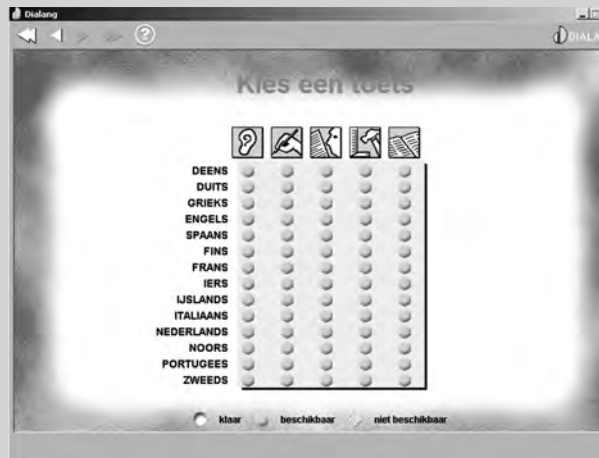 Dialang
DIALA
Kies een toets
DEENS
DUITS
GRIEKS
ENGELS
SPAANS
FINS
FRANS
IERS
IJSLANDS
ITALIAANS
NEDERLANDS
NOORS
PORTUGEES
ZWEEDS
klaar beschikbaar niet beschikbaar